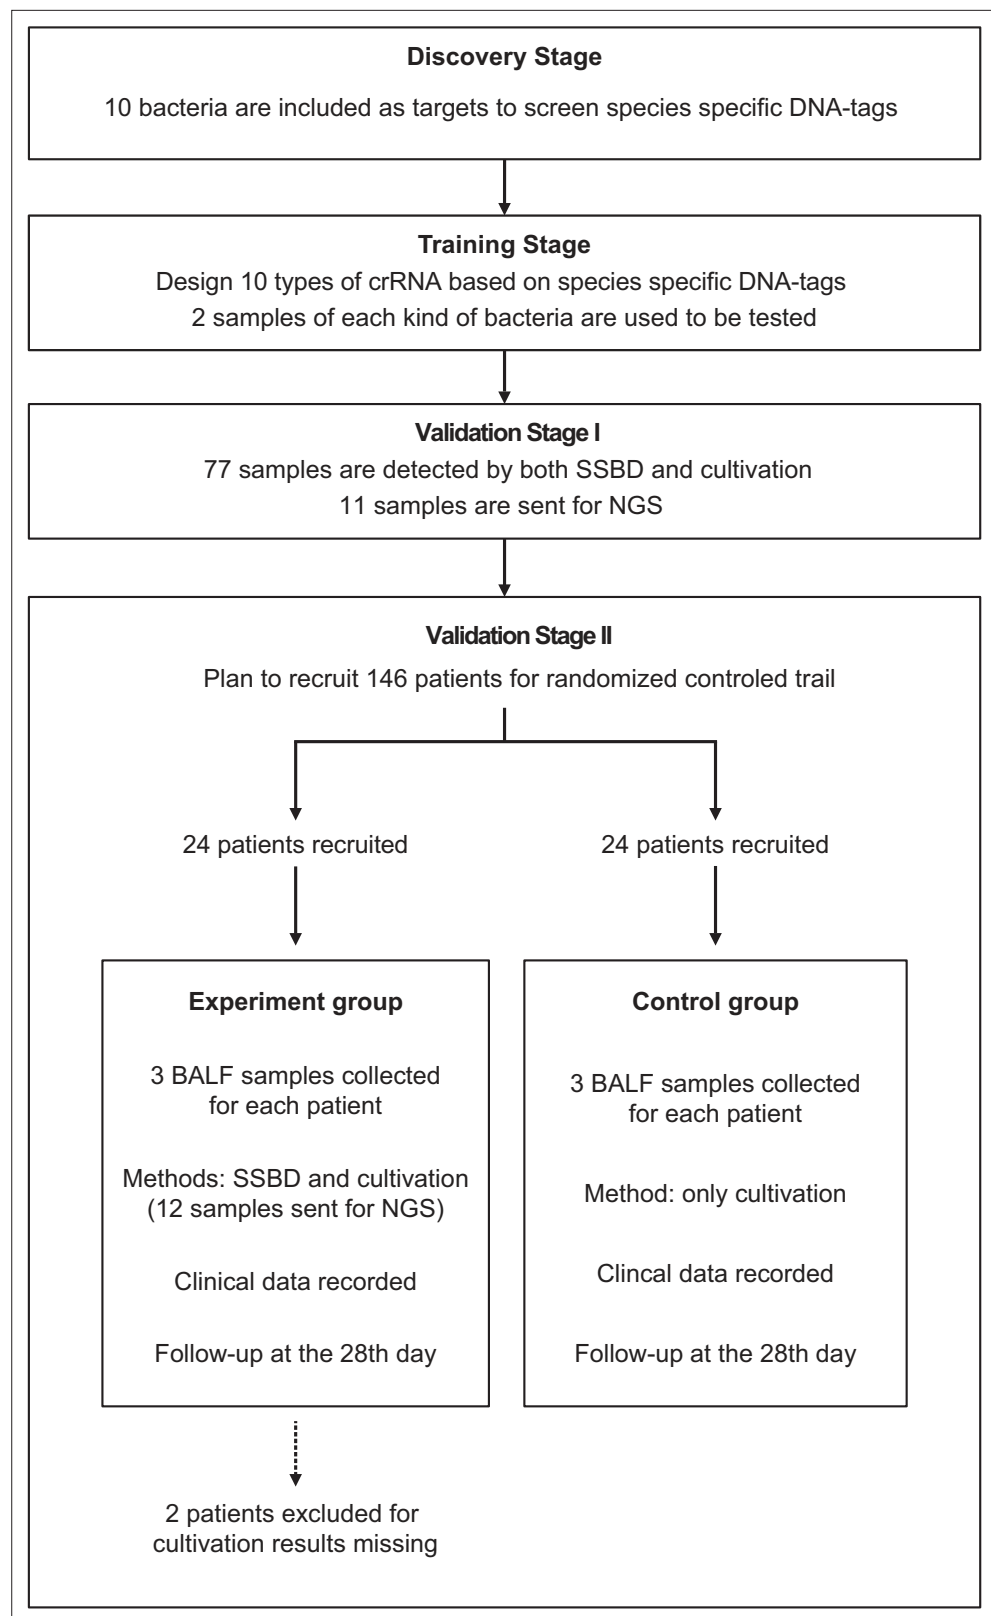 Discovery Stage
10 bacteria are included as targets to screen species specific DNA-tags
Training Stage
Design 10 types of crRNA based on species specific DNA-tags
2 samples of each kind of bacteria are used to be tested
Validation Stage I
77 samples are detected by both SSBD and cultivation
11 samples are sent for NGS
Validation Stage II
Plan to recruit 146 patients for randomized controled trail
24 patients recruited
24 patients recruited
Experiment group
3 BALF samples collected
for each patient
Methods: SSBD and cultivation
(12 samples sent for NGS)
Clinical data recorded
Follow-up at the 28th day
Control group
3 BALF samples collected
for each patient
Method: only cultivation
Clincal data recorded
Follow-up at the 28th day
2 patients excluded for
cultivation results missing